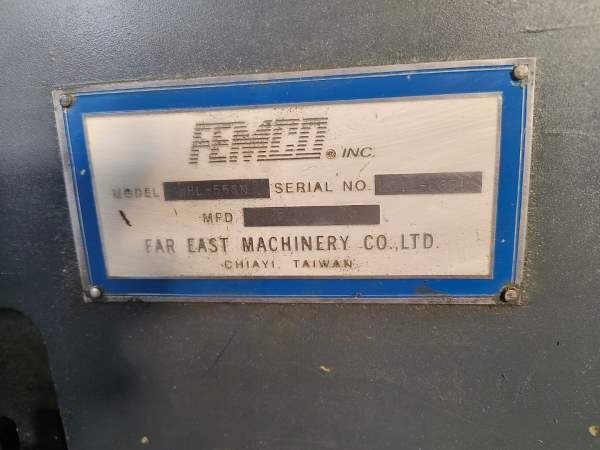 FEMCO ® INC.
MODEL SERIAL NO.
MFD
FAR EAST MACHINERY CO.,LTD.
CHIAYI, TAIWAN